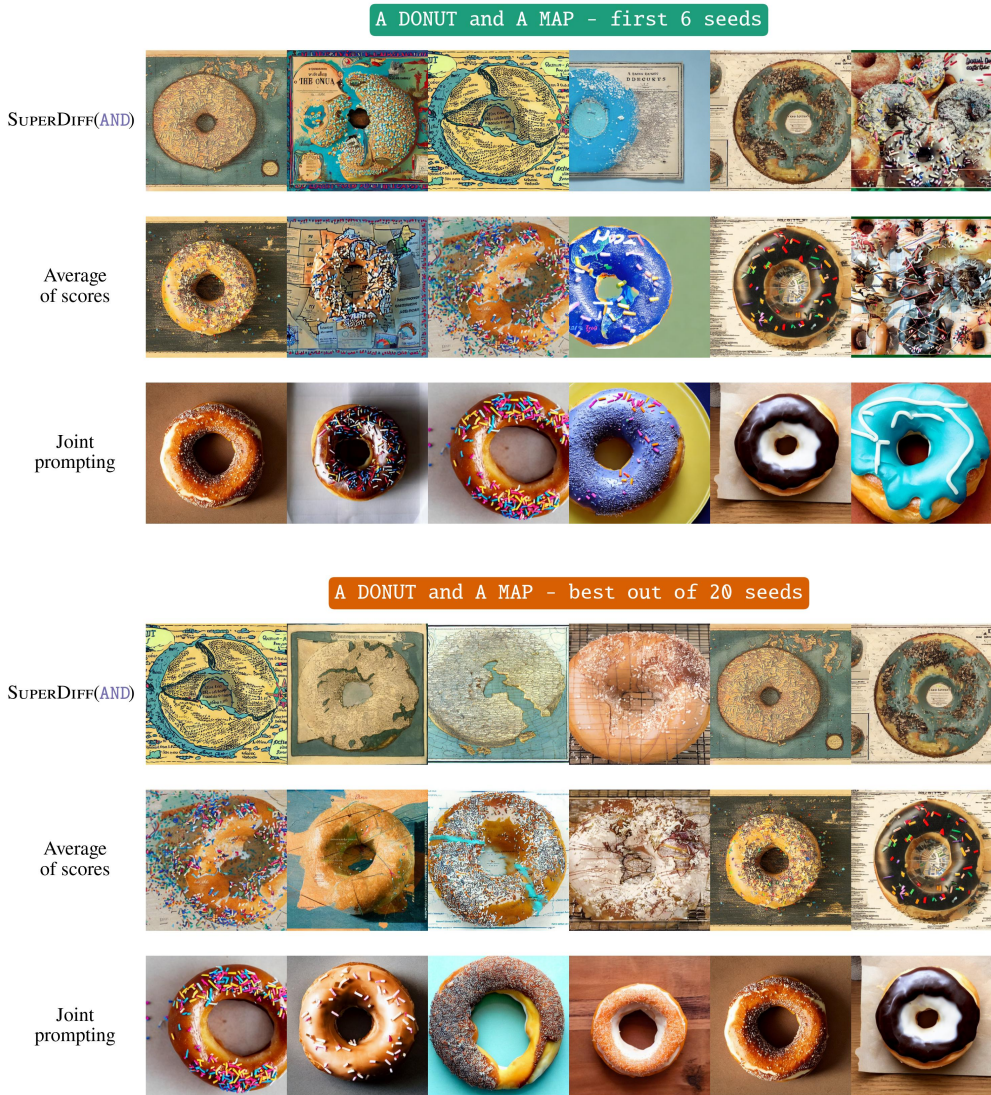 A DONUT and A MAP - first 6 seeds
SUPERDIFF(AND)
Average
of scores
Joint
prompting
A DONUT and A MAP - best out of 20 seeds
SUPERDIFF(AND)
Average
of scores
Joint
prompting